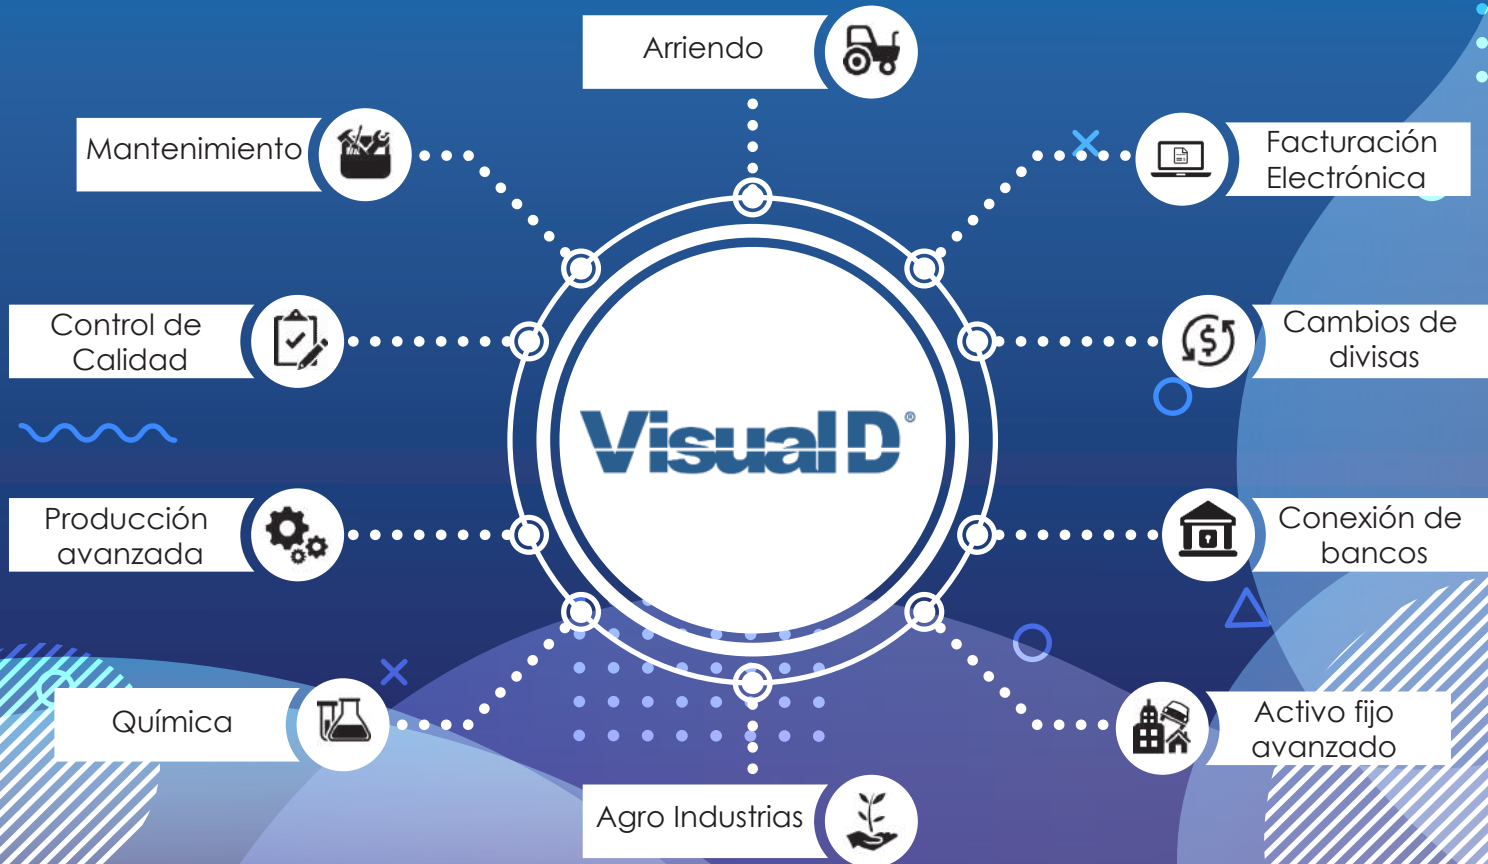 Arriendo
Mantenimiento
Facturación
Electrónica
Control de
Calidad
Cambios de
divisas
Visual D®
Producción
avanzada
Conexión de
bancos
Química
Activo fijo
avanzado
Agro Industrias